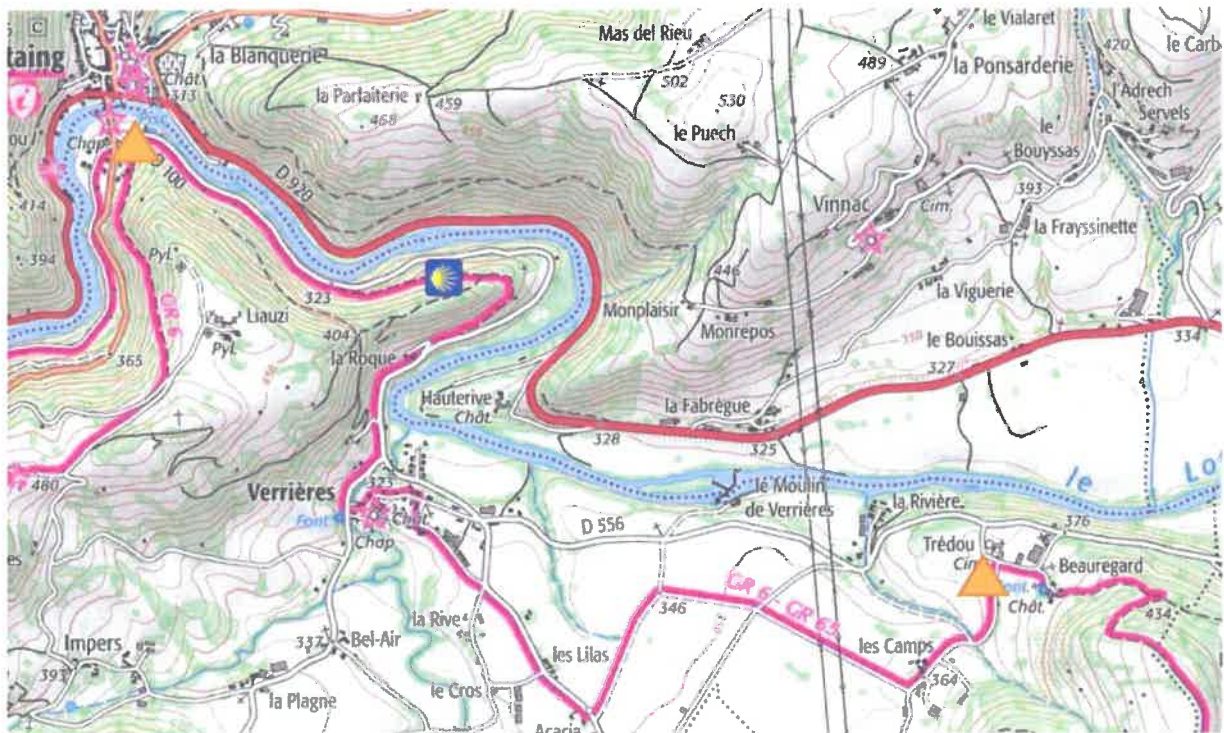 ©
taing
Chât.
313
la Blanquerie
la Parfaiterie
459
468
Mas del Rieu
502
530
le Puech
489
le Vialaret
la Ponsarderie
420
le Carb
l'Adrech
Servels
le
Bouyssas
393
Vinnac
Cim.
la Frayssinette
Chap
100
D 920
414
394
Pyl.
GR 6
323
Liauzi
Pyl.
365
404
la Roque
446
Monplaisir
Monrepos
la Viguerie
le Bouissas
327
334
Hauterive
Chât.
la Fabrègue
328
325
480
Verrières
323
Font
Chât.
Chap
le Moulin
de Verrières
D 556
le Lo
la Rivière
376
Trédou
Cim
Beauregard
Font.
Chât.
434
GR 6 - GR 65
346
la Rive
les Lilas
les Camps
364
Impers
393
337
Bel-Air
la Plagne
le Cros
Acacia